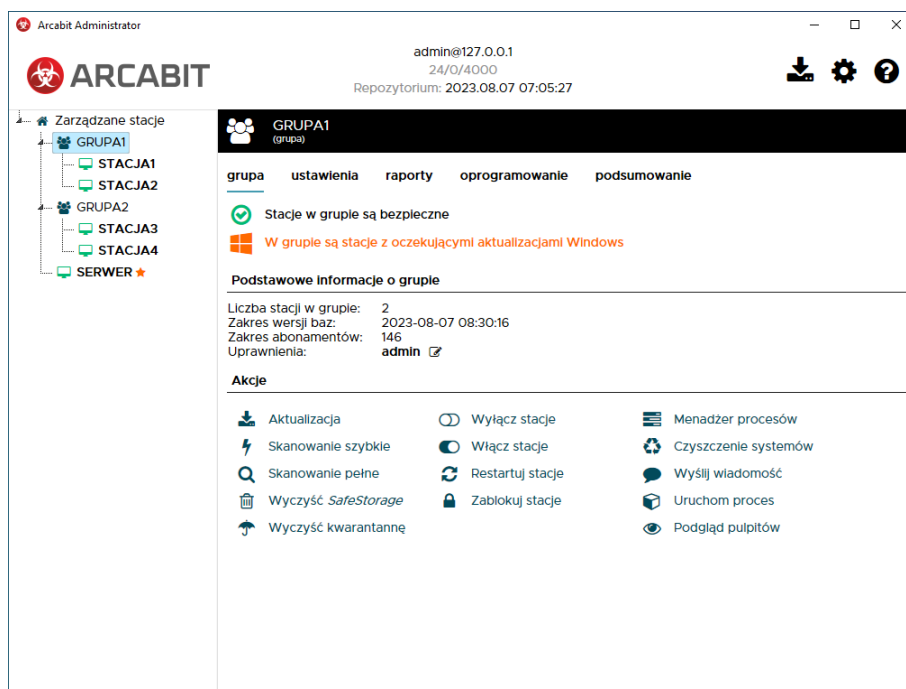 Arcabit Administrator
ARCABIT
admin@127.0.0.1
24/0/4000
Repozytorium: 2023.08.07 07:05:27
Zarządzane stacje
GRUPA1
STACJA1
STACJA2
GRUPA2
STACJA3
STACJA4
SERWER
GRUPA1
(grupa)
grupa ustawienia raporty oprogramowanie podsumowanie
Stacje w grupie są bezpieczne
W grupie są stacje z oczekującymi aktualizacjami Windows
Podstawowe informacje o grupie
Liczba stacji w grupie: 2
Zakres wersji baz: 2023-08-07 08:30:16
Zakres abonamentów: 146
Uprawnienia: admin
Akcje
Aktualizacja Wyłącz stacje Menadżer procesów
Skanowanie szybkie Włącz stacje Czyszczenie systemów
Skanowanie pełne Restartuj stacje Wyślij wiadomość
Wyczyść SafeStorage Zablokuj stacje Uruchom proces
Wyczyść kwarantannę Podgląd pulpitów